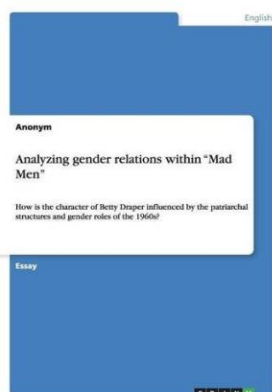 English
Anonym
Analyzing gender relations within “Mad
Men”
How is the character of Betty Draper influenced by the patriarchal
structures and gender roles of the 1960s?
Essay